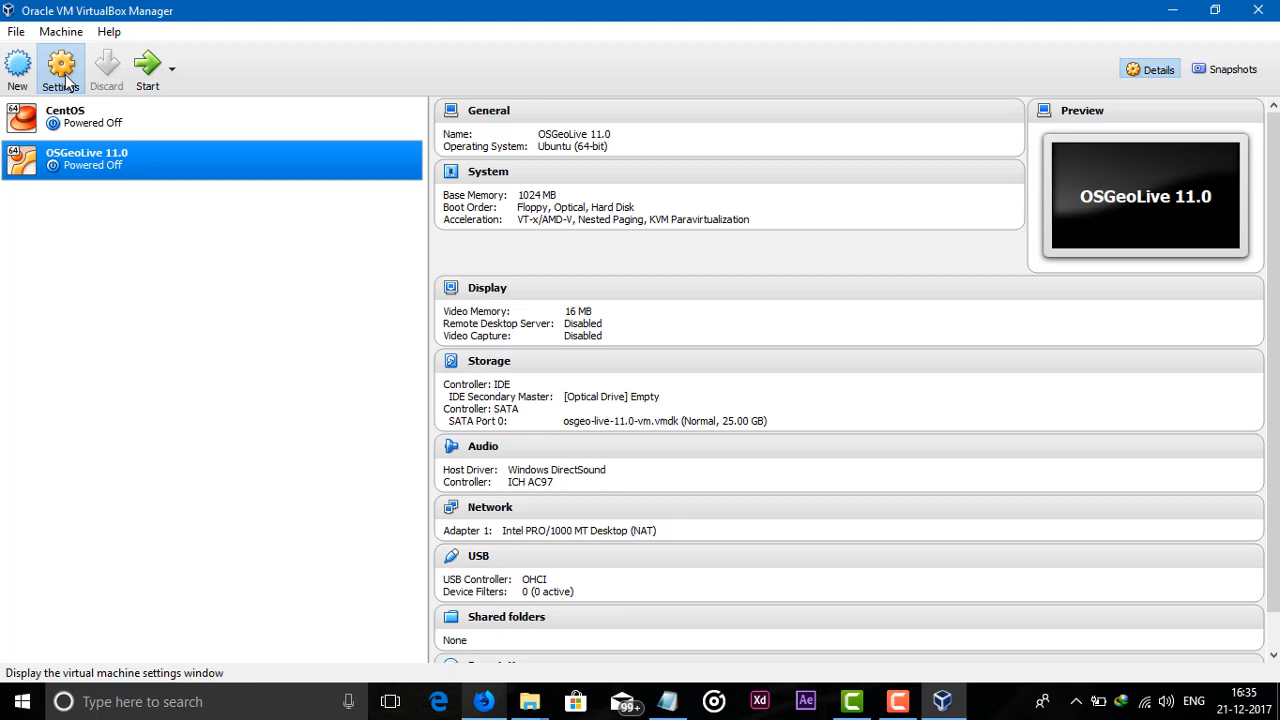 Oracle VM VirtualBox Manager
File Machine Help
New Settings Discard Start
Details Snapshots
64 CentOS
Powered Off
64 OSGeoLive 11.0
Powered Off
General
Name: OSGeoLive 11.0
Operating System: Ubuntu (64-bit)
Preview
OSGeoLive 11.0
System
Base Memory: 1024 MB
Boot Order: Floppy, Optical, Hard Disk
Acceleration: VT-x/AMD-V, Nested Paging, KVM Paravirtualization
Display
Video Memory: 16 MB
Remote Desktop Server: Disabled
Video Capture: Disabled
Storage
Controller: IDE
IDE Secondary Master: [Optical Drive] Empty
Controller: SATA
SATA Port 0: osgeo-live-11.0-vm.vmdk (Normal, 25.00 GB)
Audio
Host Driver: Windows DirectSound
Controller: ICH AC97
Network
Adapter 1: Intel PRO/1000 MT Desktop (NAT)
USB
USB Controller: OHCI
Device Filters: 0 (0 active)
Shared folders
None
Display the virtual machine settings window
Type here to search
99+
Xd
Ae
ENG
16:35
21-12-2017